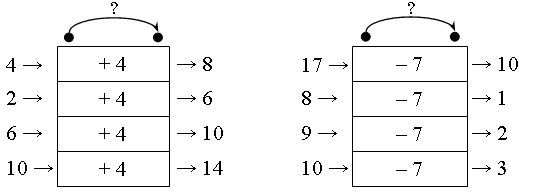 ? ?
4 → + 4 → 8 17 → – 7 → 10
2 → + 4 → 6 8 → – 7 → 1
6 → + 4 → 10 9 → – 7 → 2
10 → + 4 → 14 10 → – 7 → 3